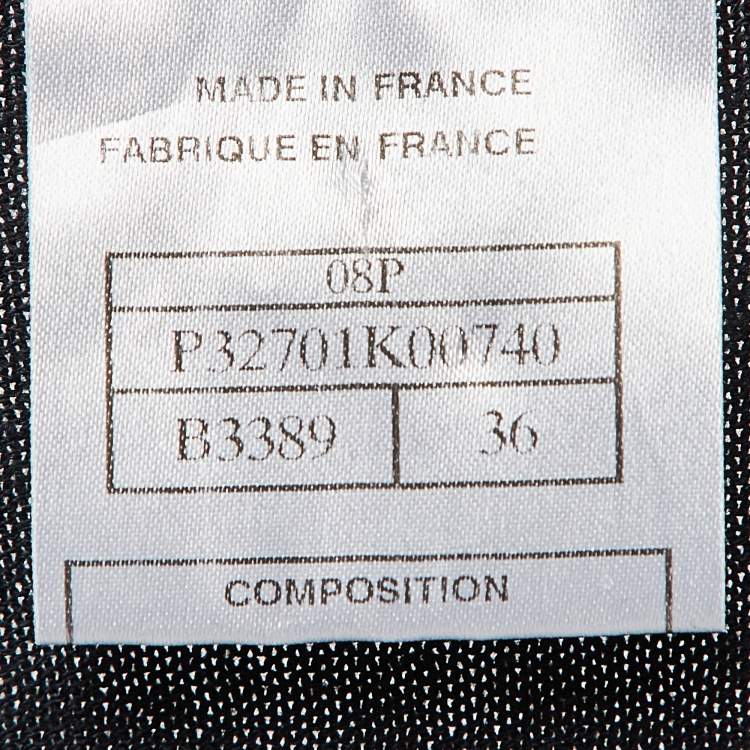 MADE IN FRANCE
FABRIQUE EN FRANCE
08P
P32701K00740
B3389 36
COMPOSITION